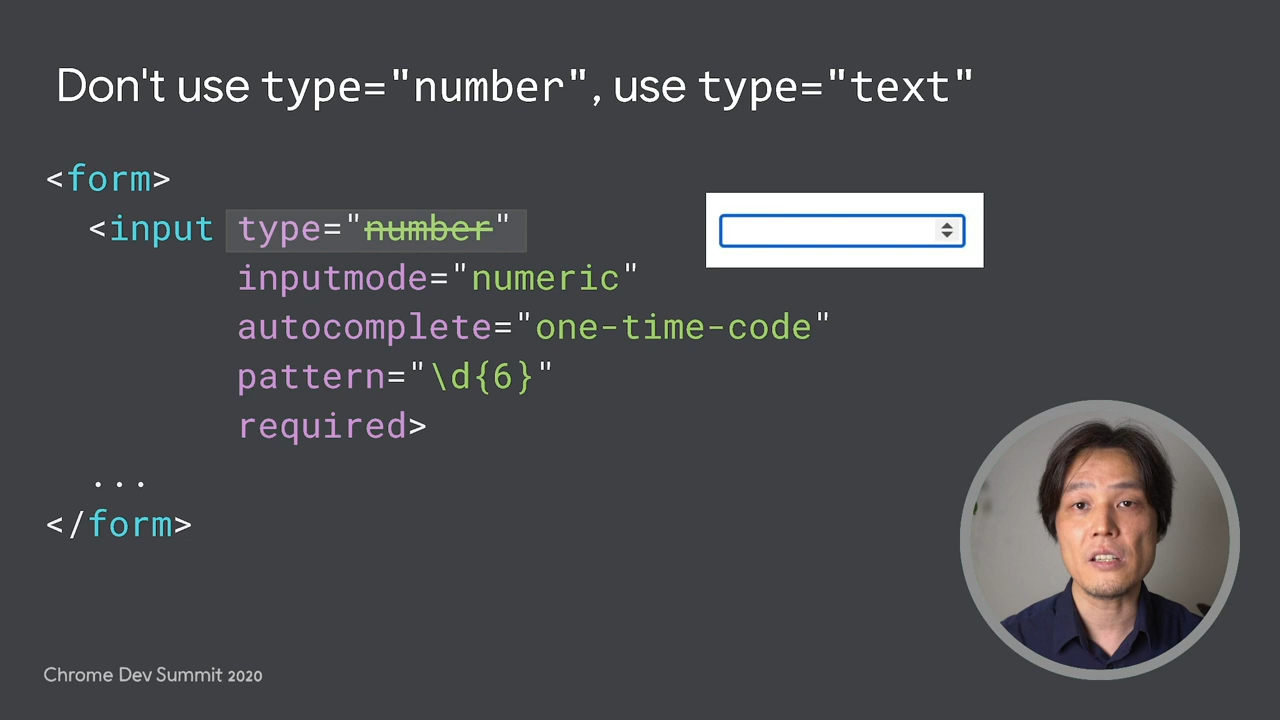 Don't use type="number", use type="text"
<form>
<input type="number"
inputmode="numeric"
autocomplete="one-time-code"
pattern="\d{6}"
required>
...
</form>
Chrome Dev Summit 2020